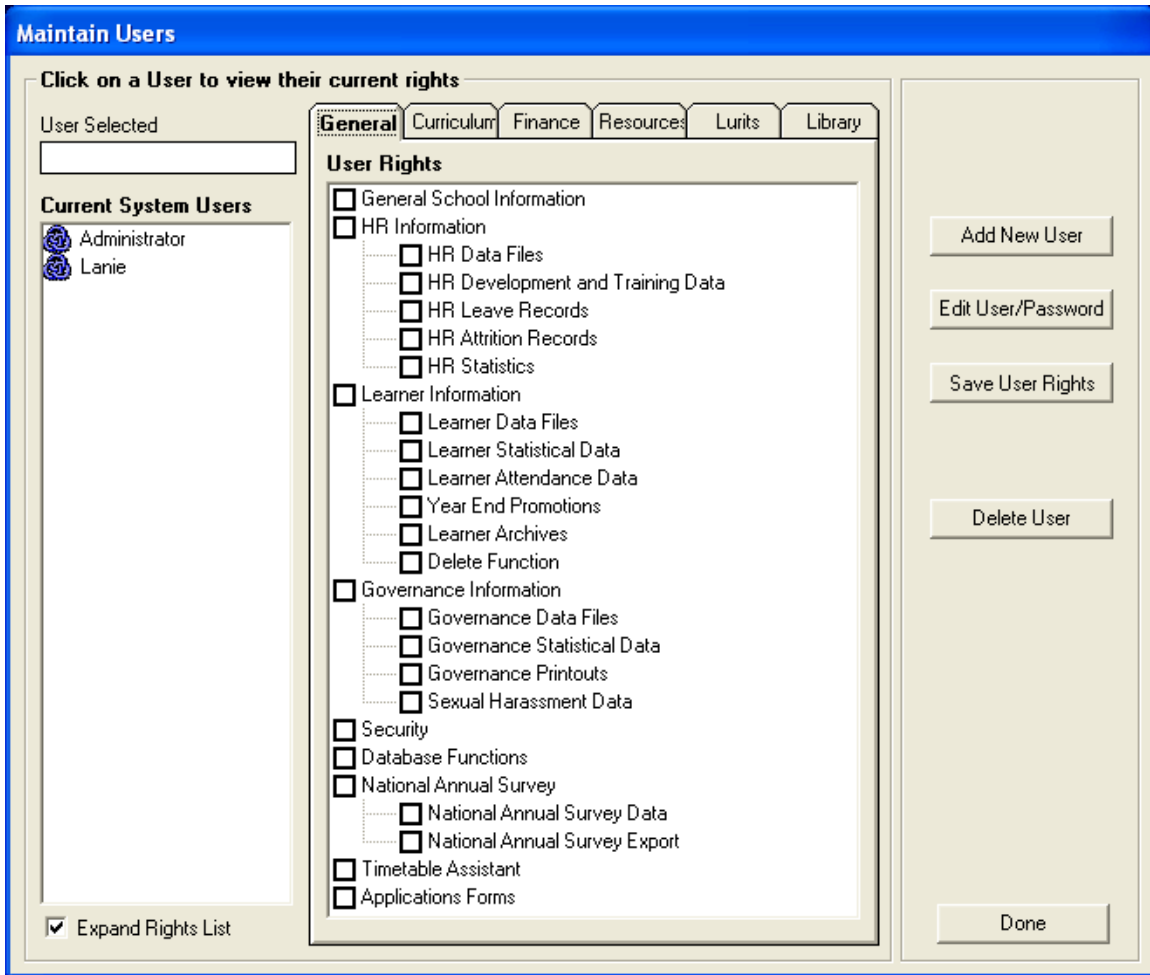 Maintain Users
Click on a User to view their current rights
User Selected
Current System Users
Administrator
Lanie
Expand Rights List
General Curriculum Finance Resources Lurits Library
User Rights
General School Information
HR Information
HR Data Files
HR Development and Training Data
HR Leave Records
HR Attrition Records
HR Statistics
Learner Information
Learner Data Files
Learner Statistical Data
Learner Attendance Data
Year End Promotions
Learner Archives
Delete Function
Governance Information
Governance Data Files
Governance Statistical Data
Governance Printouts
Sexual Harassment Data
Security
Database Functions
National Annual Survey
National Annual Survey Data
National Annual Survey Export
Timetable Assistant
Applications Forms
Add New User
Edit User/Password
Save User Rights
Delete User
Done